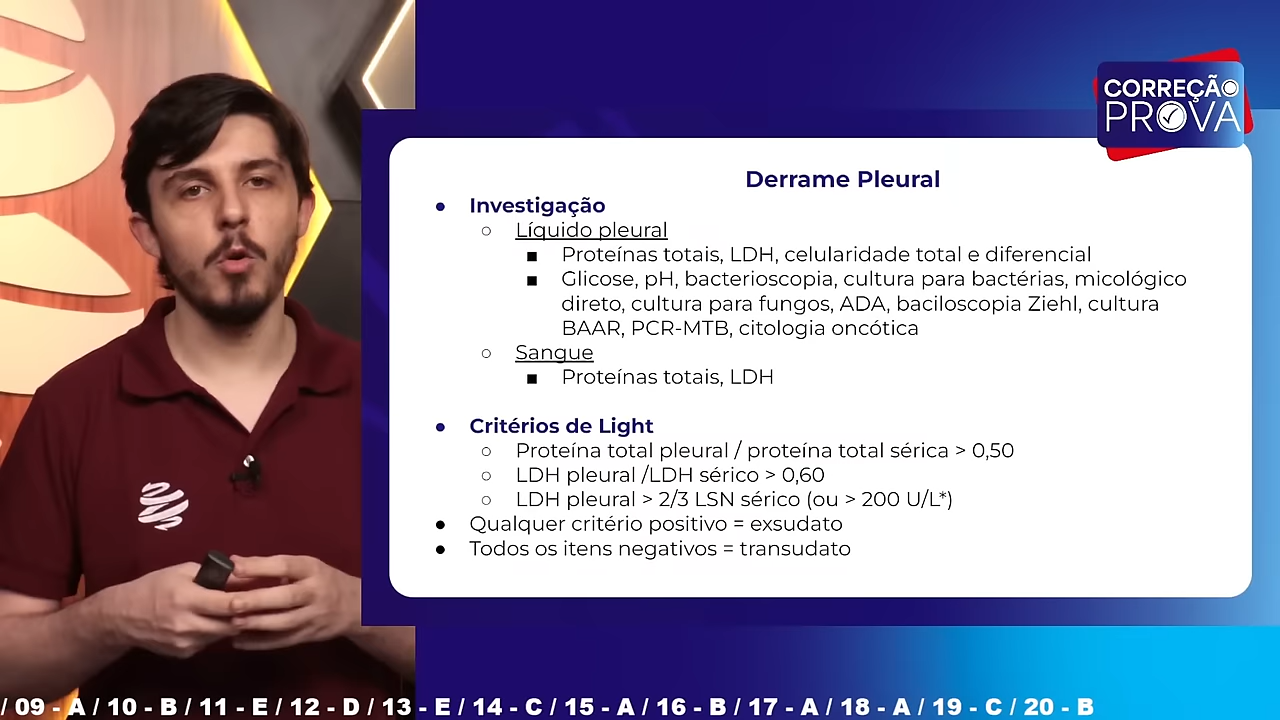 CORREÇÃO
PROVA
Derrame Pleural
● Investigação
○ Líquido pleural
■ Proteínas totais, LDH, celularidade total e diferencial
■ Glicose, pH, bacterioscopia, cultura para bactérias, micológico
direto, cultura para fungos, ADA, baciloscopia Ziehl, cultura
BAAR, PCR-MTB, citologia oncótica
○ Sangue
■ Proteínas totais, LDH
● Critérios de Light
○ Proteína total pleural / proteína total sérica > 0,50
○ LDH pleural /LDH sérico > 0,60
○ LDH pleural > 2/3 LSN sérico (ou > 200 U/L*)
● Qualquer critério positivo = exsudato
● Todos os itens negativos = transudato
/ 09 - A / 10 - B / 11 - E / 12 - D / 13 - E / 14 - C / 15 - A / 16 - B / 17 - A / 18 - A / 19 - C / 20 - B